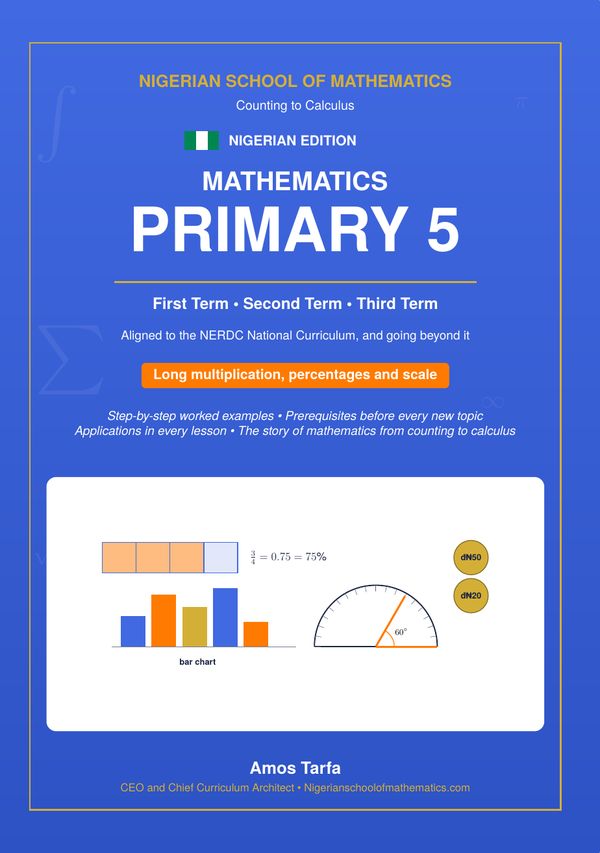 NIGERIAN SCHOOL OF MATHEMATICS
Counting to Calculus
NIGERIAN EDITION
MATHEMATICS
PRIMARY 5
First Term • Second Term • Third Term
Aligned to the NERDC National Curriculum, and going beyond it
Long multiplication, percentages and scale
Step-by-step worked examples • Prerequisites before every new topic
Applications in every lesson • The story of mathematics from counting to calculus
3/4 = 0.75 = 75%
d₦50
d₦20
60°
bar chart
Amos Tarfa
CEO and Chief Curriculum Architect • Nigerianschoolofmathematics.com
∫
π
Σ
∞